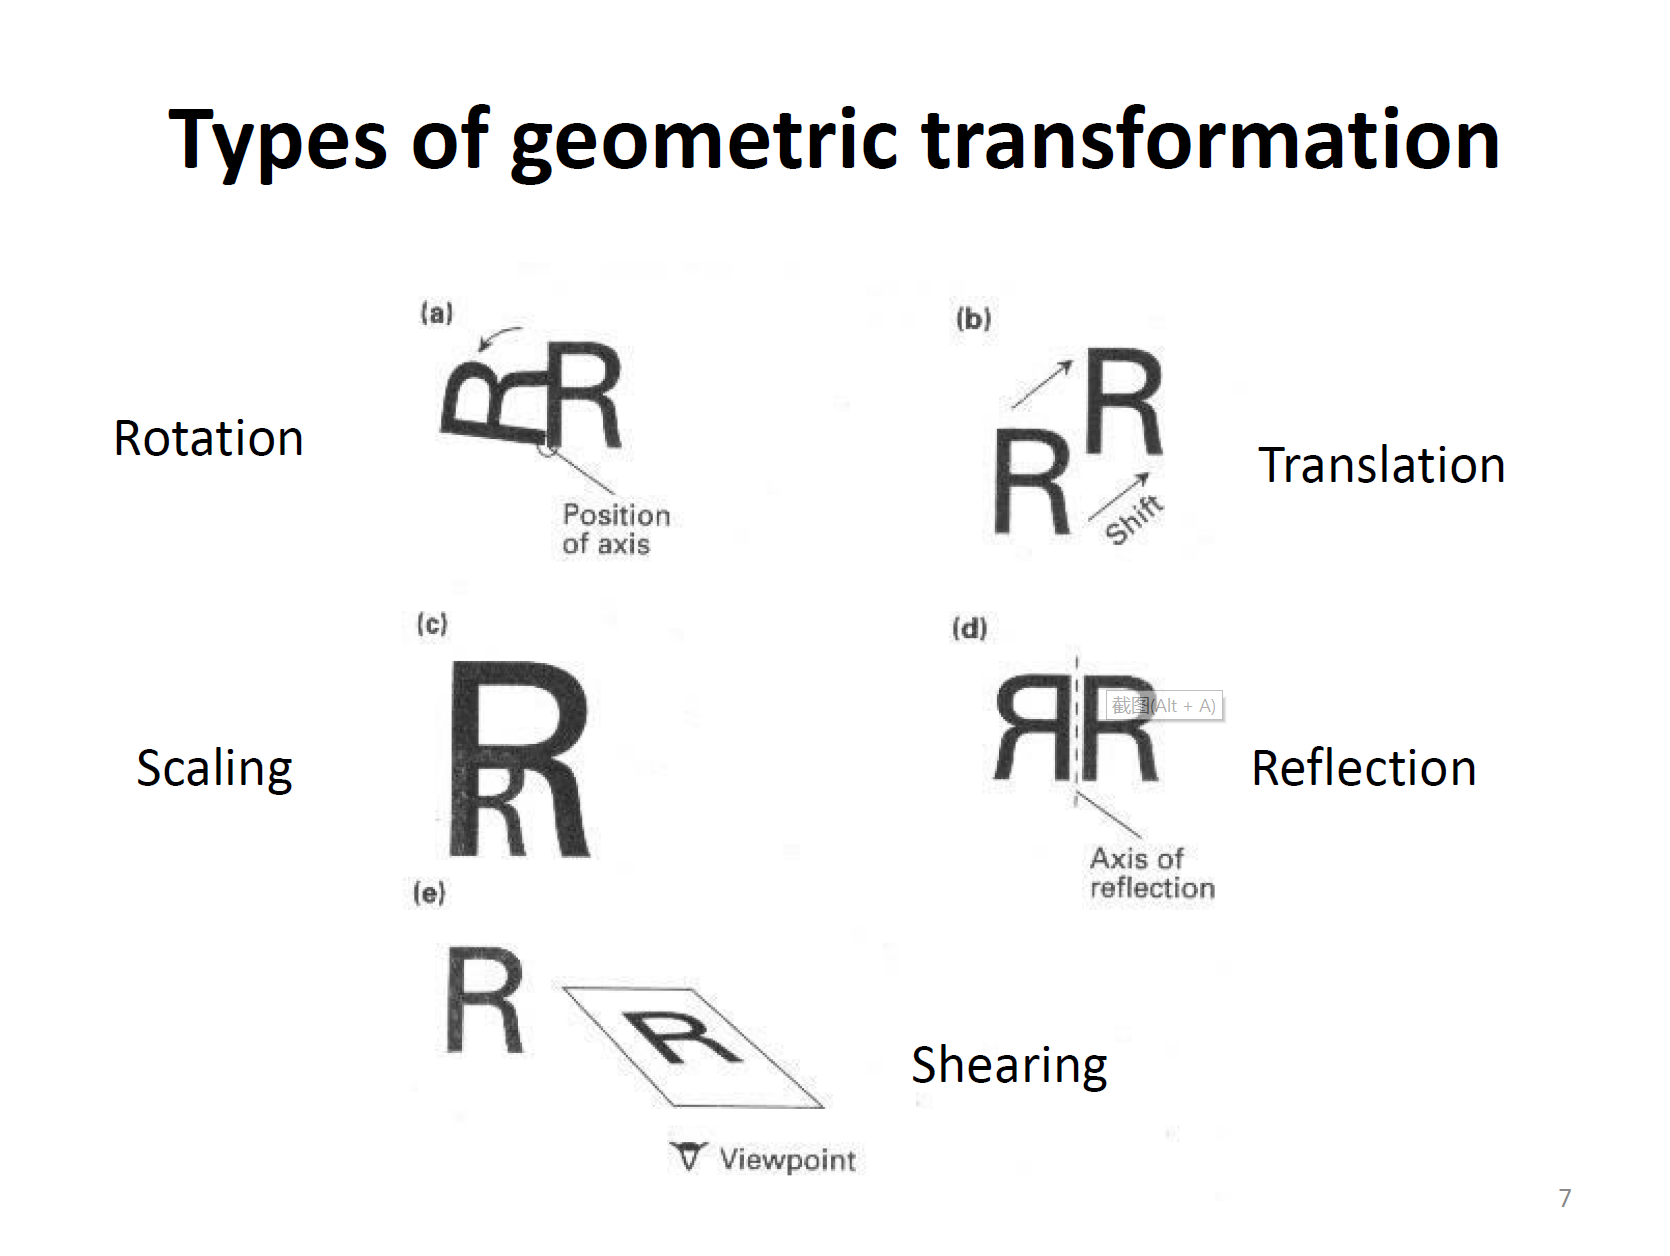 Types of geometric transformation
(a)
R R
Rotation
Position
of axis
(b)
R
R
Shift
Translation
(c)
R
R
Scaling
(d)
R R
截图(Alt + A)
Reflection
Axis of
reflection
(e)
R
R
Shearing
Viewpoint
7